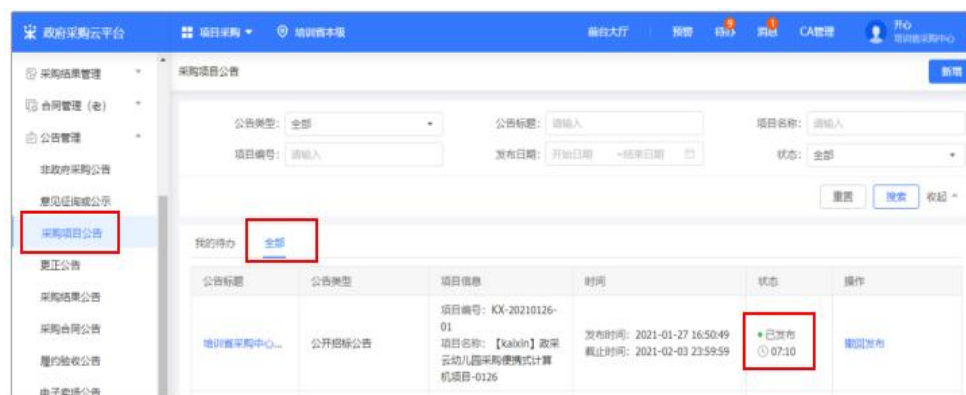 政府采购云平台 项目采购 培训省本级 前台大厅 预警 待办 9 消息 1 CA管理 开心
培训省采购中心
采购结果管理 采购项目公告 新增
合同管理（老）
公告类型： 全部 公告标题： 请输入 项目名称： 请输入
公告管理
项目编号： 请输入 发布日期： 开始日期 ~结束日期 状态： 全部
非政府采购公告
意见征询或公示 重置 搜索 收起
采购项目公告 我的待办 全部
更正公告
公告标题 公告类型 项目信息 时间 状态 操作
采购结果公告
项目编号：KX-20210126-
01
采购合同公告 培训省采购中心... 公开招标公告 项目名称：【kaixin】政采 发布时间：2021-01-27 16:50:49 已发布 撤回发布
云幼儿园采购便携式计算 截止时间：2021-02-03 23:59:59 07:10
履约验收公告 机项目-0126
电子卖场公告